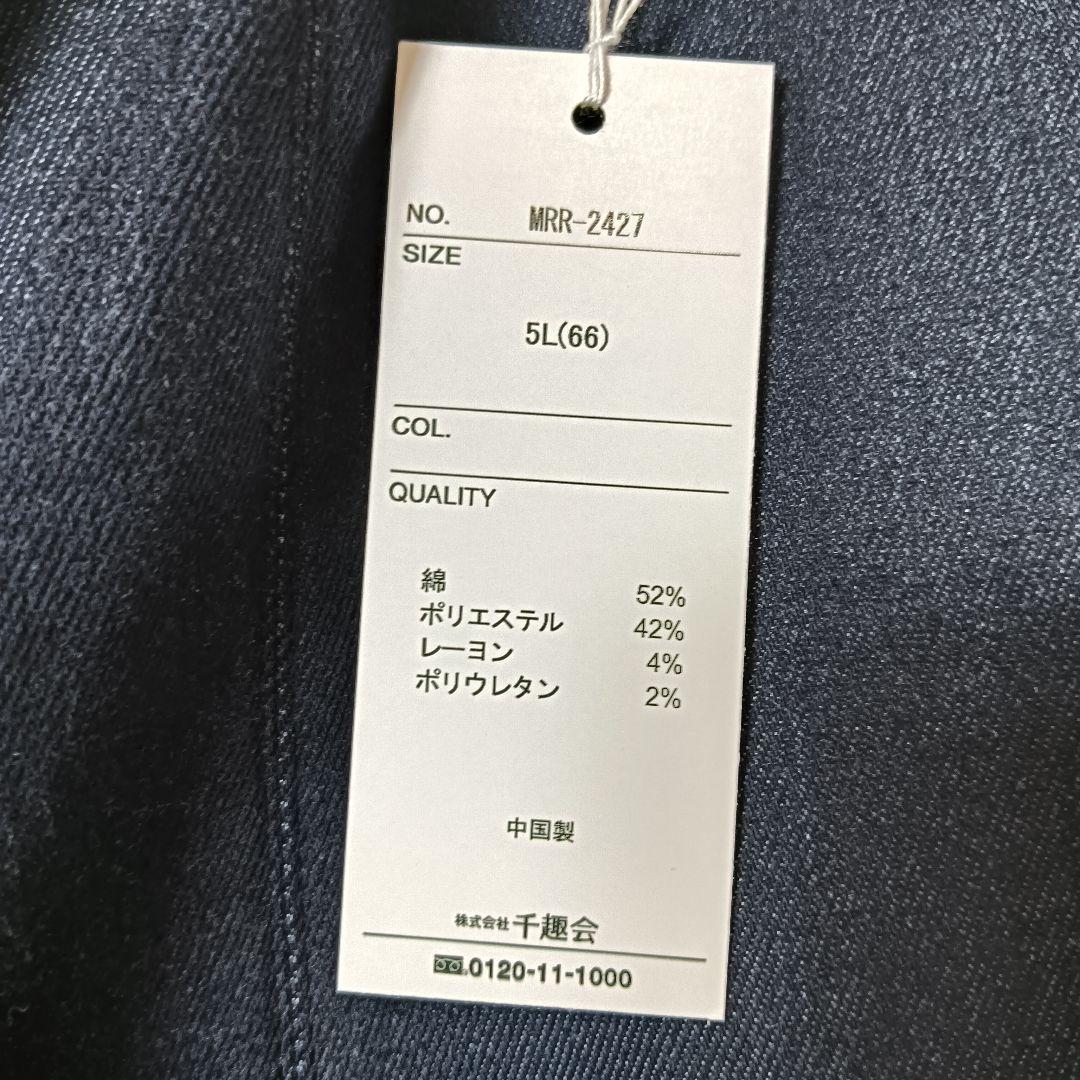 NO. MRR-2427
SIZE
5L(66)
COL.
QUALITY
綿 52%
ポリエステル 42%
レーヨン 4%
ポリウレタン 2%
中国製
株式会社千趣会
0120-11-1000